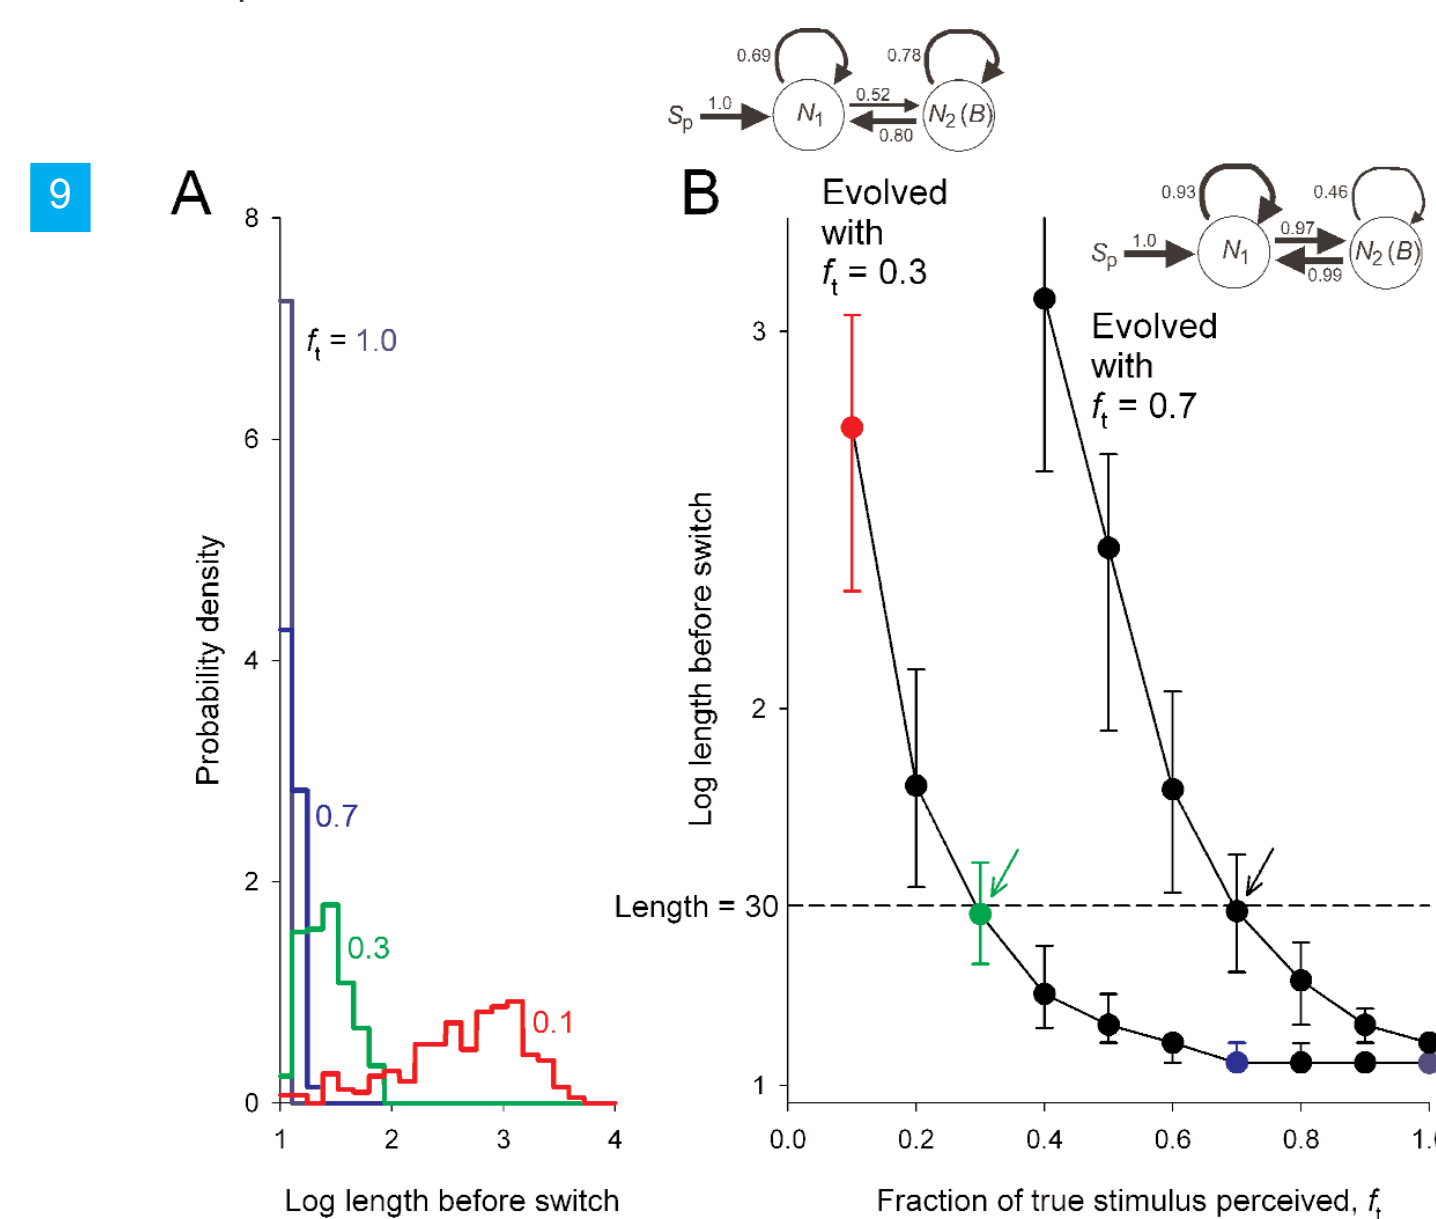 0.69
0.78
Sp
1.0
N1
0.52
0.80
N2 (B)
9
A
B
Evolved
with
ft = 0.3
0.93
0.46
Sp
1.0
N1
0.97
0.99
N2 (B)
Evolved
with
ft = 0.7
8
6
4
2
0
Probability density
ft = 1.0
0.7
0.3
0.1
1
2
3
4
Log length before switch
3
2
1
Log length before switch
Length = 30
0.0
0.2
0.4
0.6
0.8
1.
Fraction of true stimulus perceived, ft